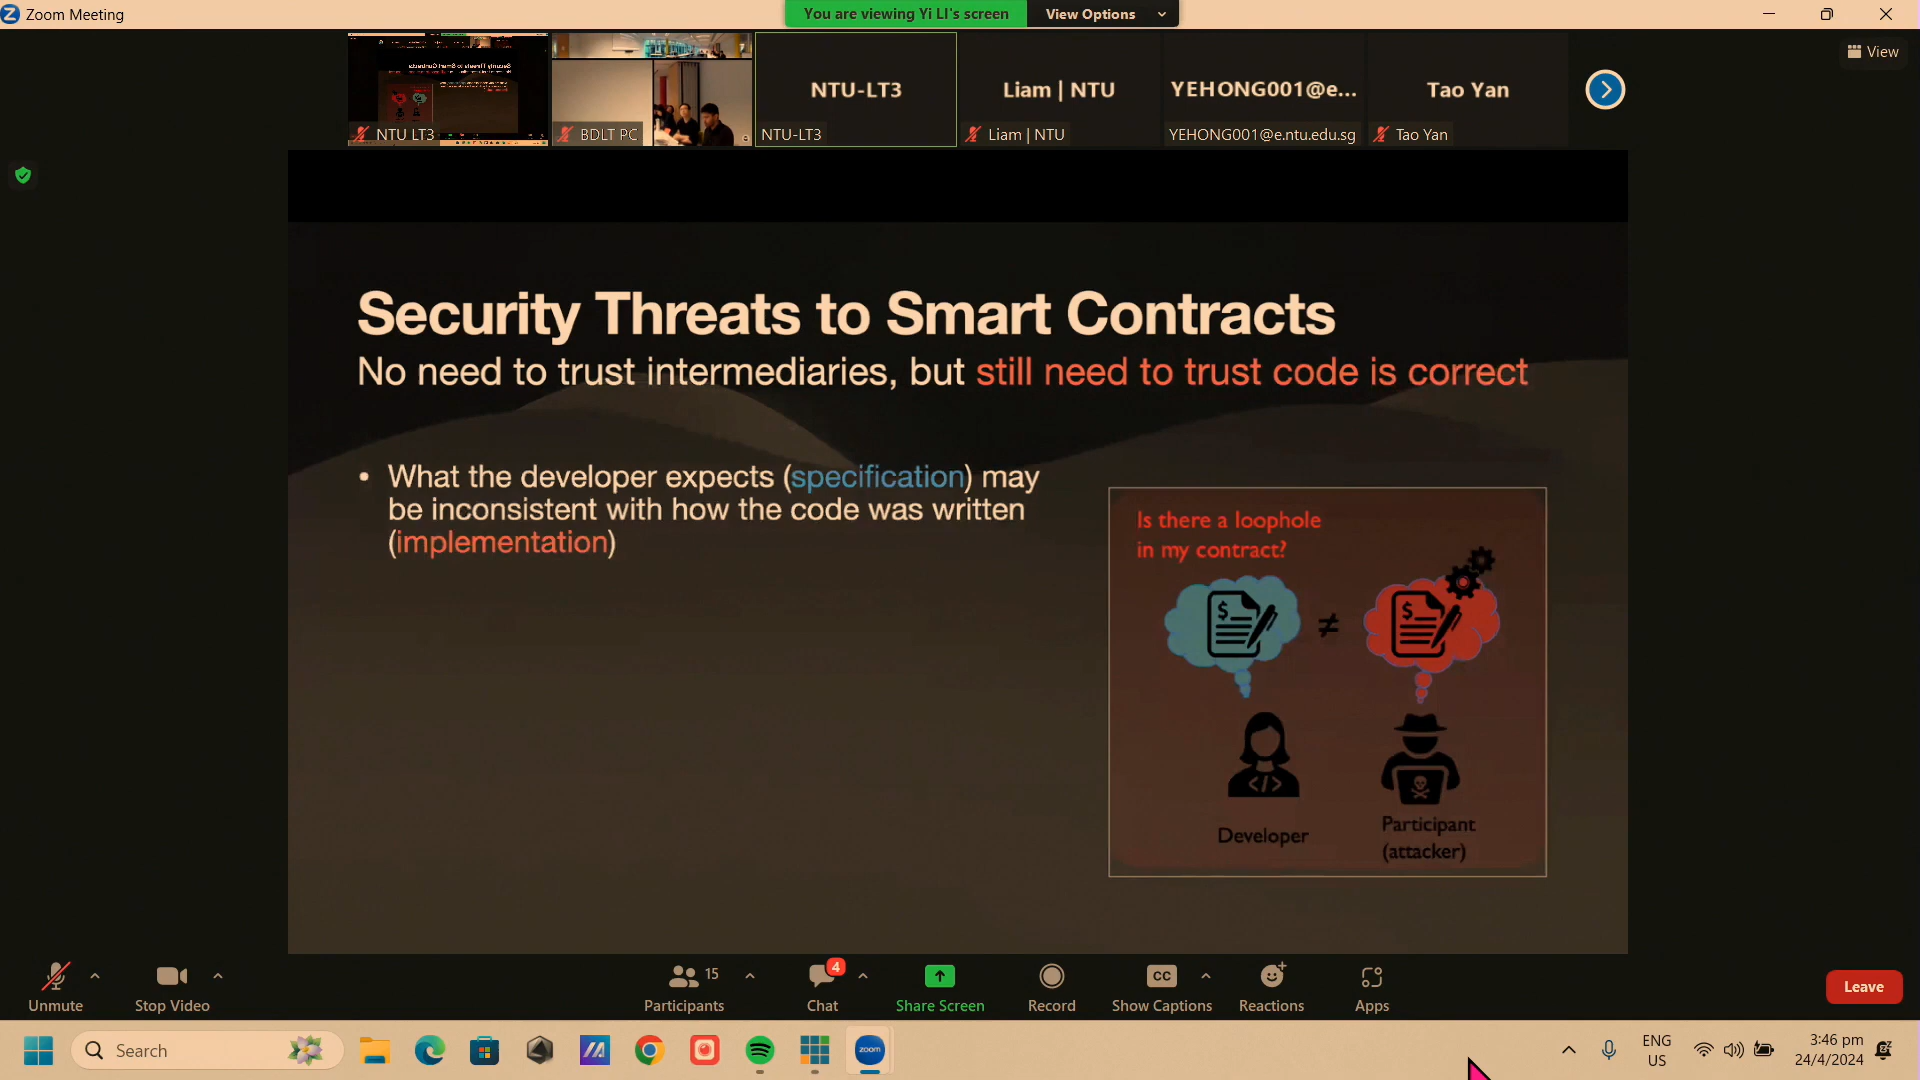 Zoom Meeting
You are viewing Yi LI's screen
View Options
View
NTU LT3
BDLT PC
NTU-LT3
NTU-LT3
Liam | NTU
Liam | NTU
YEHONG001@e...
YEHONG001@e.ntu.edu.sg
Tao Yan
Tao Yan
Security Threats to Smart Contracts
No need to trust intermediaries, but still need to trust code is correct
• What the developer expects (specification) may
be inconsistent with how the code was written
(implementation)
Is there a loophole
in my contract?
$
≠
$
</>
Developer
Participant
(attacker)
Unmute
Stop Video
15
Participants
4
Chat
Share Screen
Record
CC
Show Captions
Reactions
Apps
Leave
Search
zoom
ENG
US
3:46 pm
24/4/2024